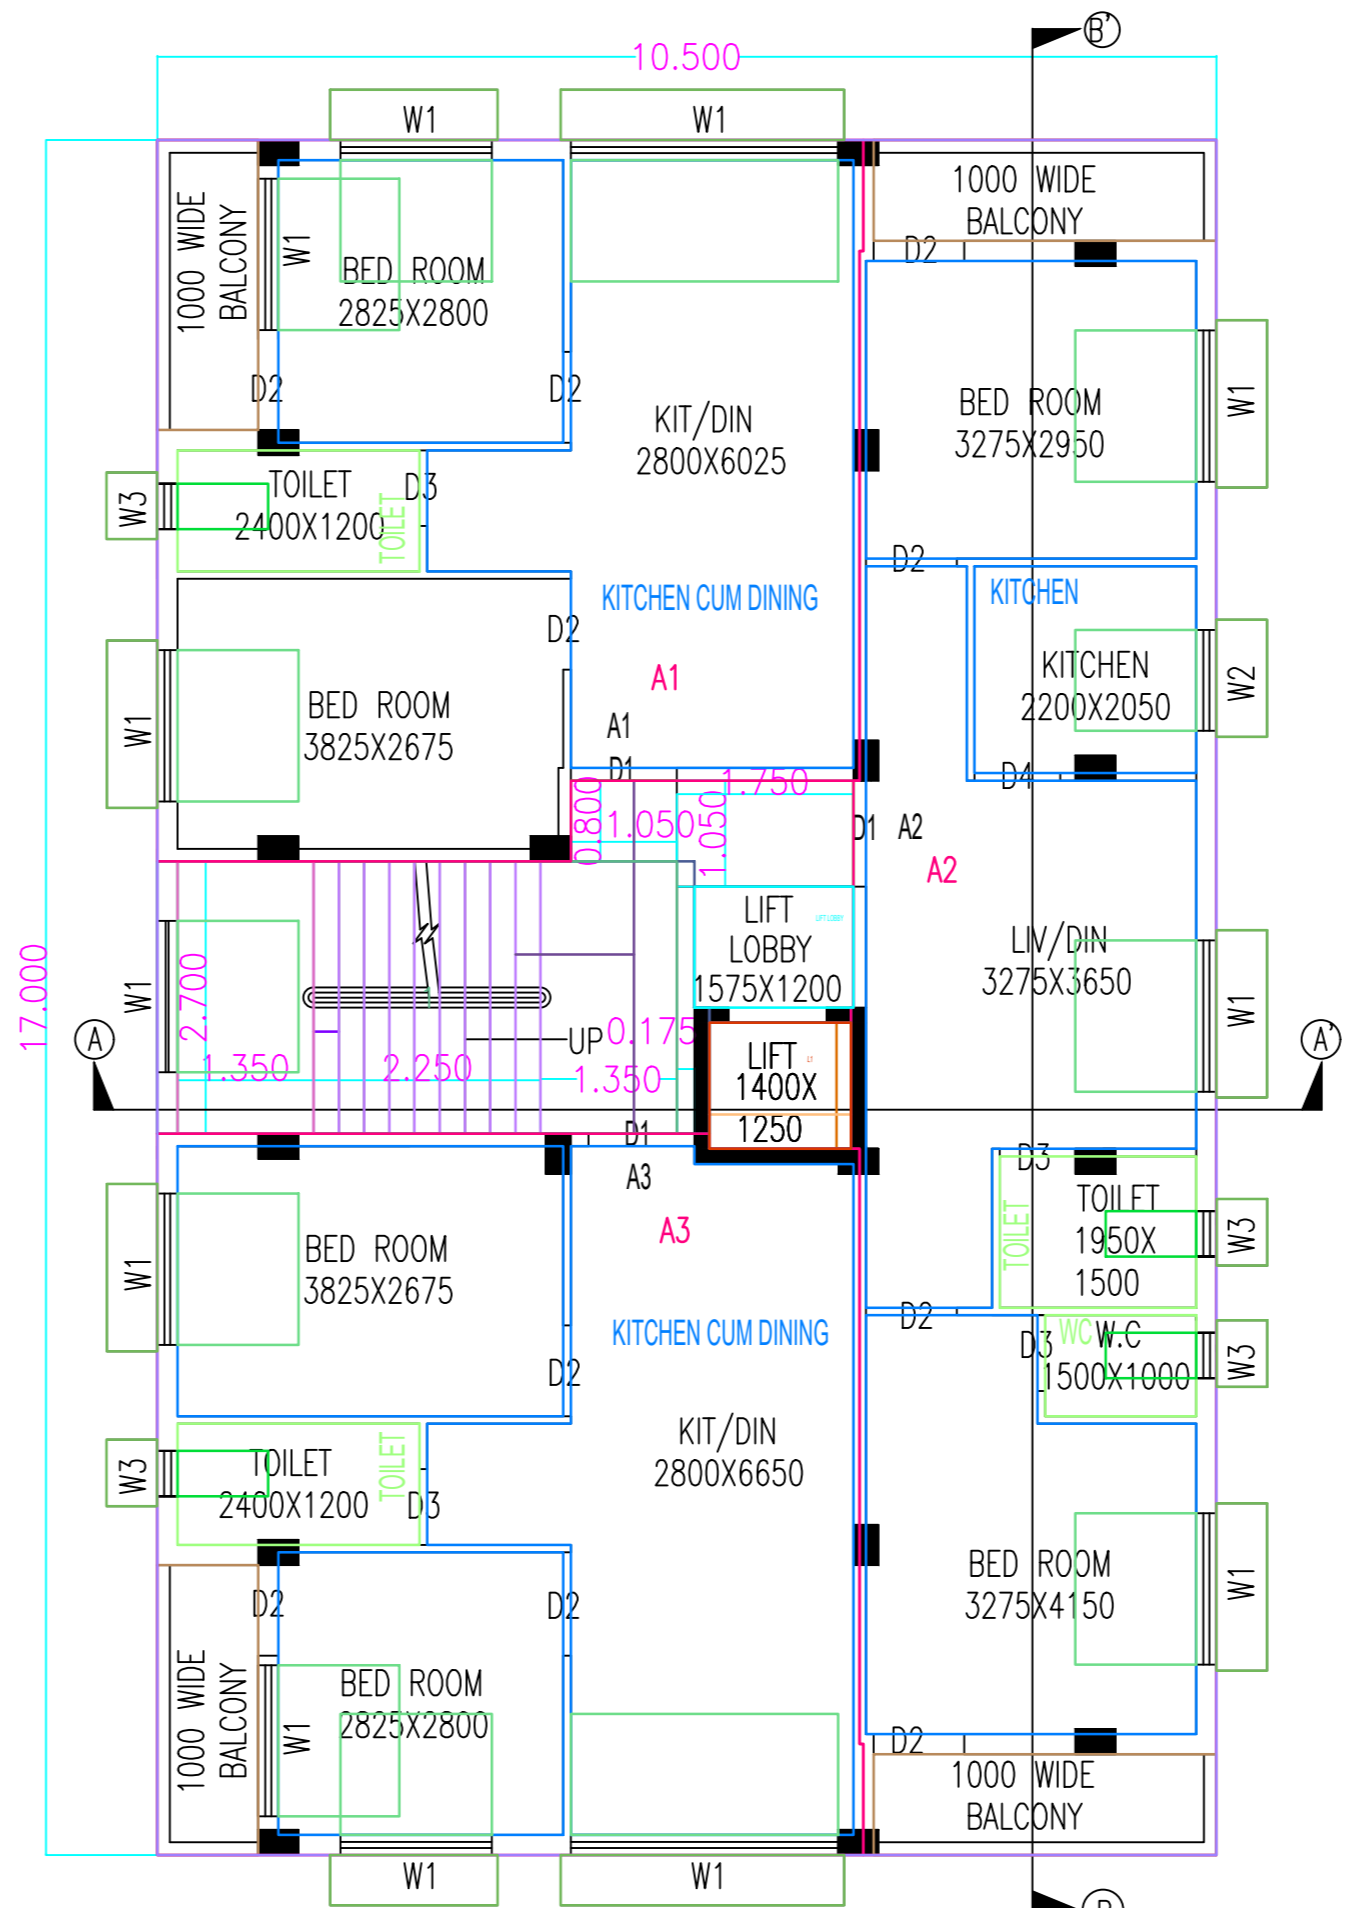 B'
10.500
W1
W1
1000 WIDE
BALCONY
1000 WIDE
BALCONY
W1
D2
BED ROOM
2825X2800
D2
D2
KIT/DIN
2800X6025
BED ROOM
3275X2950
W1
W3
TOILET
2400X1200
TOILET
D3
D2
KITCHEN CUM DINING
KITCHEN
D2
KITCHEN
2200X2050
W2
A1
W1
BED ROOM
3825X2675
A1
D1
D4
1.750
0.800
1.050
1.050
D1
A2
A2
LIFT
LOBBY
1575X1200
LIFT LOBBY
LIV/DIN
3275X3650
W1
17.000
W1
2.700
A
A'
UP
0.175
1.350
2.250
1.350
LIFT
1400X
1250
L1
D1
A3
D3
A3
TOILET
TOILET
1950X
1500
W3
W1
BED ROOM
3825X2675
D2
KITCHEN CUM DINING
D2
D3
WC
W.C
1500X1000
W3
KIT/DIN
2800X6650
W3
TOILET
2400X1200
TOILET
D3
D2
D2
BED ROOM
3275X4150
W1
1000 WIDE
BALCONY
W1
BED ROOM
2825X2800
D2
1000 WIDE
BALCONY
W1
W1
B